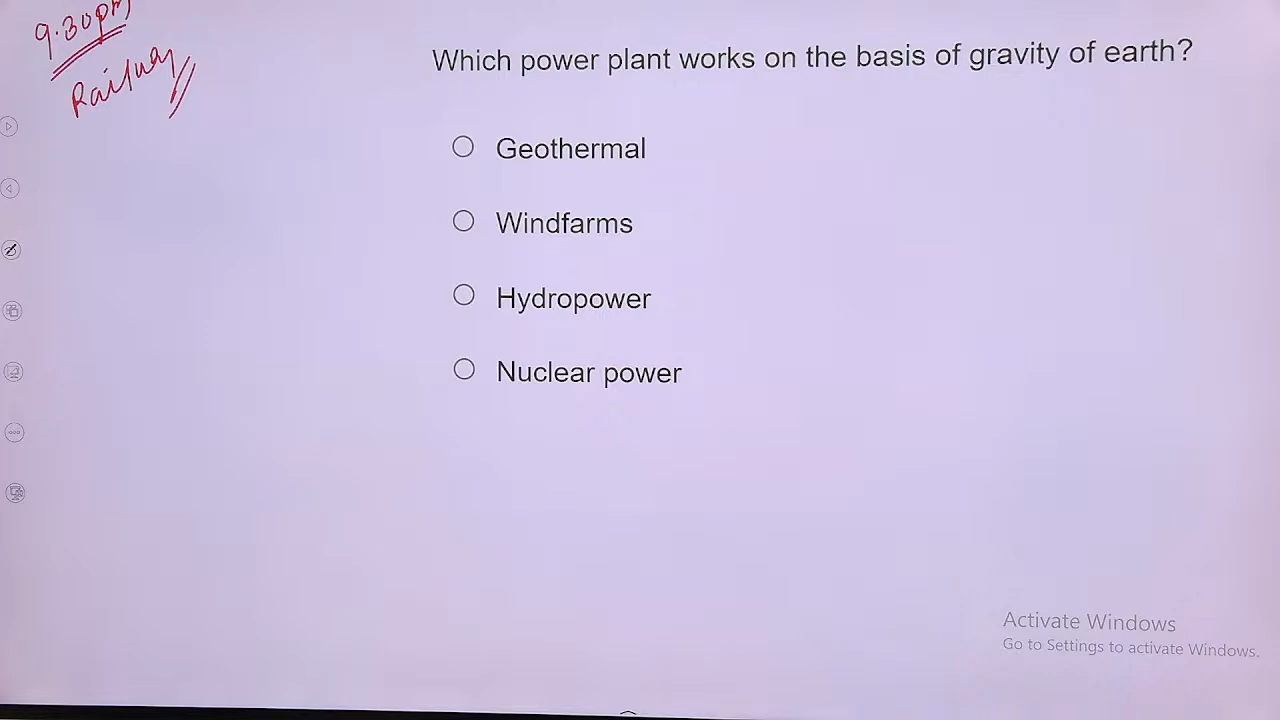 9.30pm
Railway
Which power plant works on the basis of gravity of earth?
Geothermal
Windfarms
Hydropower
Nuclear power
Activate Windows
Go to Settings to activate Windows.